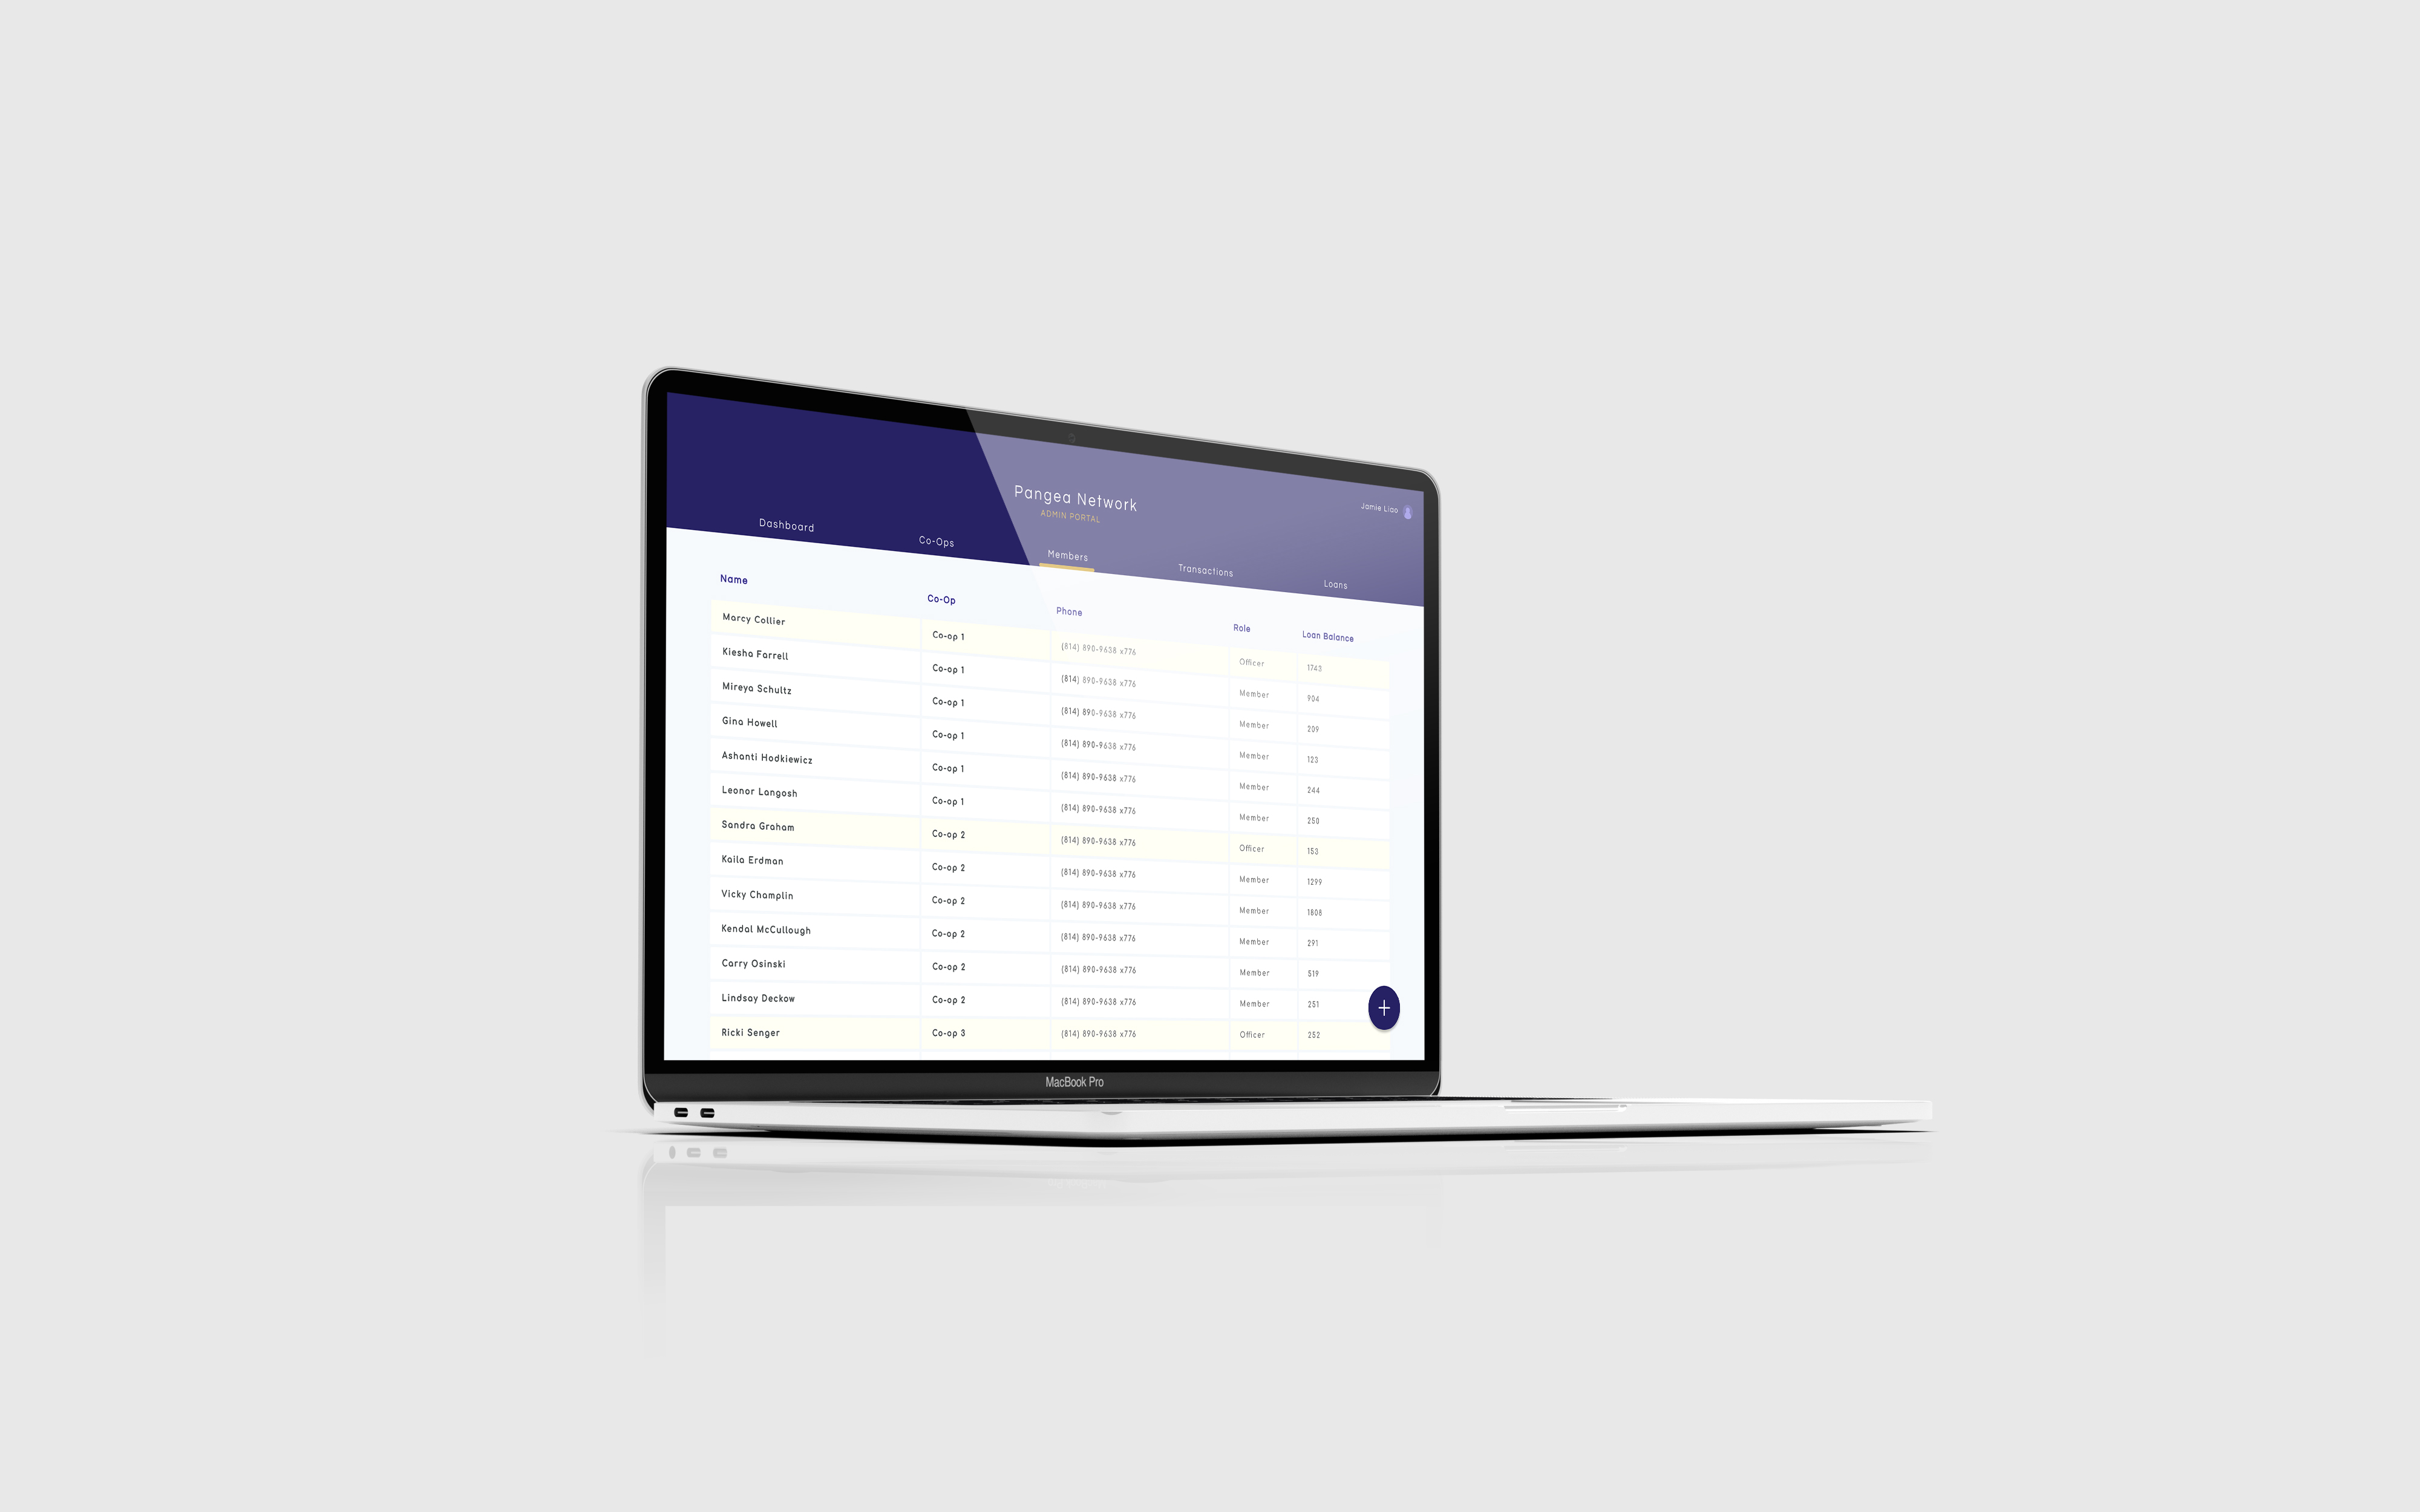 Pangea Network
ADMIN PORTAL
Jamie Liao
Dashboard Co-Ops Members Transactions Loans
Name Co-Op Phone Role Loan Balance
Marcy Collier Co-op 1 (814) 890-9638 x776 Officer 1743
Kiesha Farrell Co-op 1 (814) 890-9638 x776 Member 904
Mireya Schultz Co-op 1 (814) 890-9638 x776 Member 209
Gina Howell Co-op 1 (814) 890-9638 x776 Member 123
Ashanti Hodkiewicz Co-op 1 (814) 890-9638 x776 Member 244
Leonor Langosh Co-op 1 (814) 890-9638 x776 Member 250
Sandra Graham Co-op 2 (814) 890-9638 x776 Officer 153
Kaila Erdman Co-op 2 (814) 890-9638 x776 Member 1299
Vicky Champlin Co-op 2 (814) 890-9638 x776 Member 1808
Kendal McCullough Co-op 2 (814) 890-9638 x776 Member 291
Carry Osinski Co-op 2 (814) 890-9638 x776 Member 519
Lindsay Deckow Co-op 2 (814) 890-9638 x776 Member 251
Ricki Senger Co-op 3 (814) 890-9638 x776 Officer 252
+
MacBook Pro